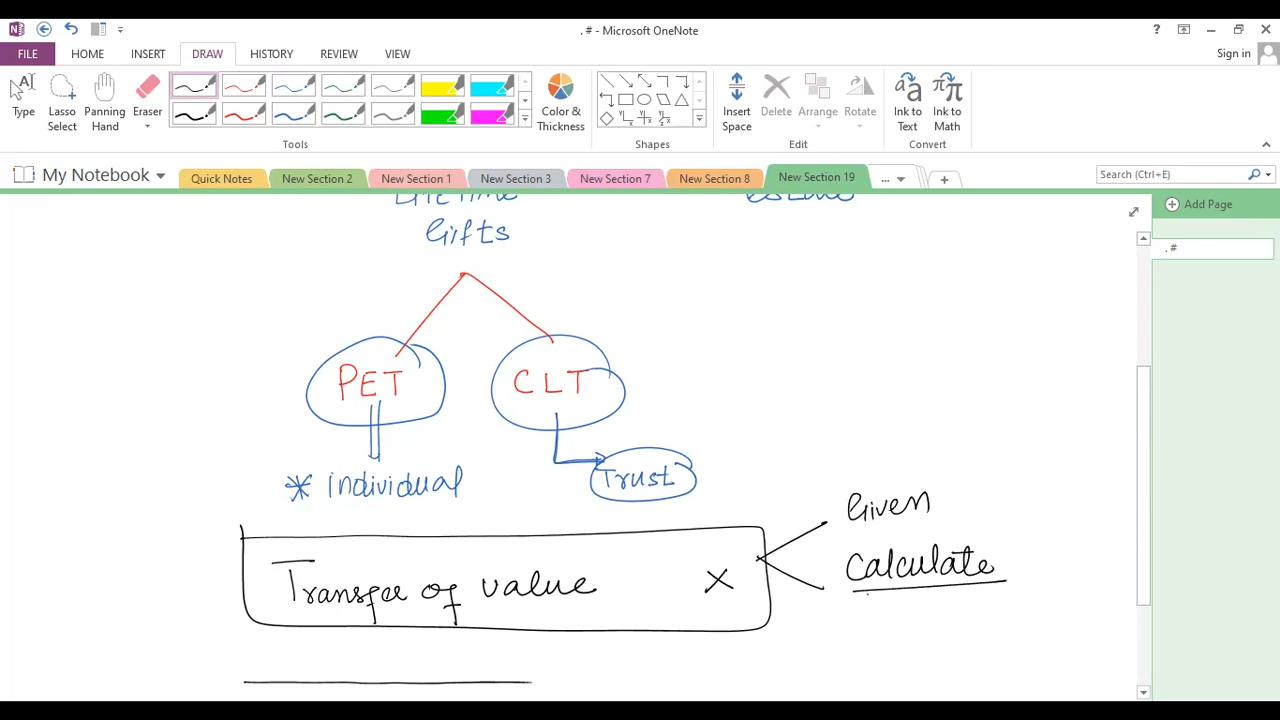 . # - Microsoft OneNote
?
FILE HOME INSERT DRAW HISTORY REVIEW VIEW
Sign in
Type
Lasso Select
Panning Hand
Eraser
Color & Thickness
Insert Space
Delete
Arrange
Rotate
Ink to Text
Ink to Math
Tools
Shapes
Edit
Convert
My Notebook
Quick Notes
New Section 2
New Section 1
New Section 3
New Section 7
New Section 8
New Section 19
...
Search (Ctrl+E)
Add Page
. #
Gifts
PET
CLT
* individual
Trust
Transfer of value X
Given
Calculate